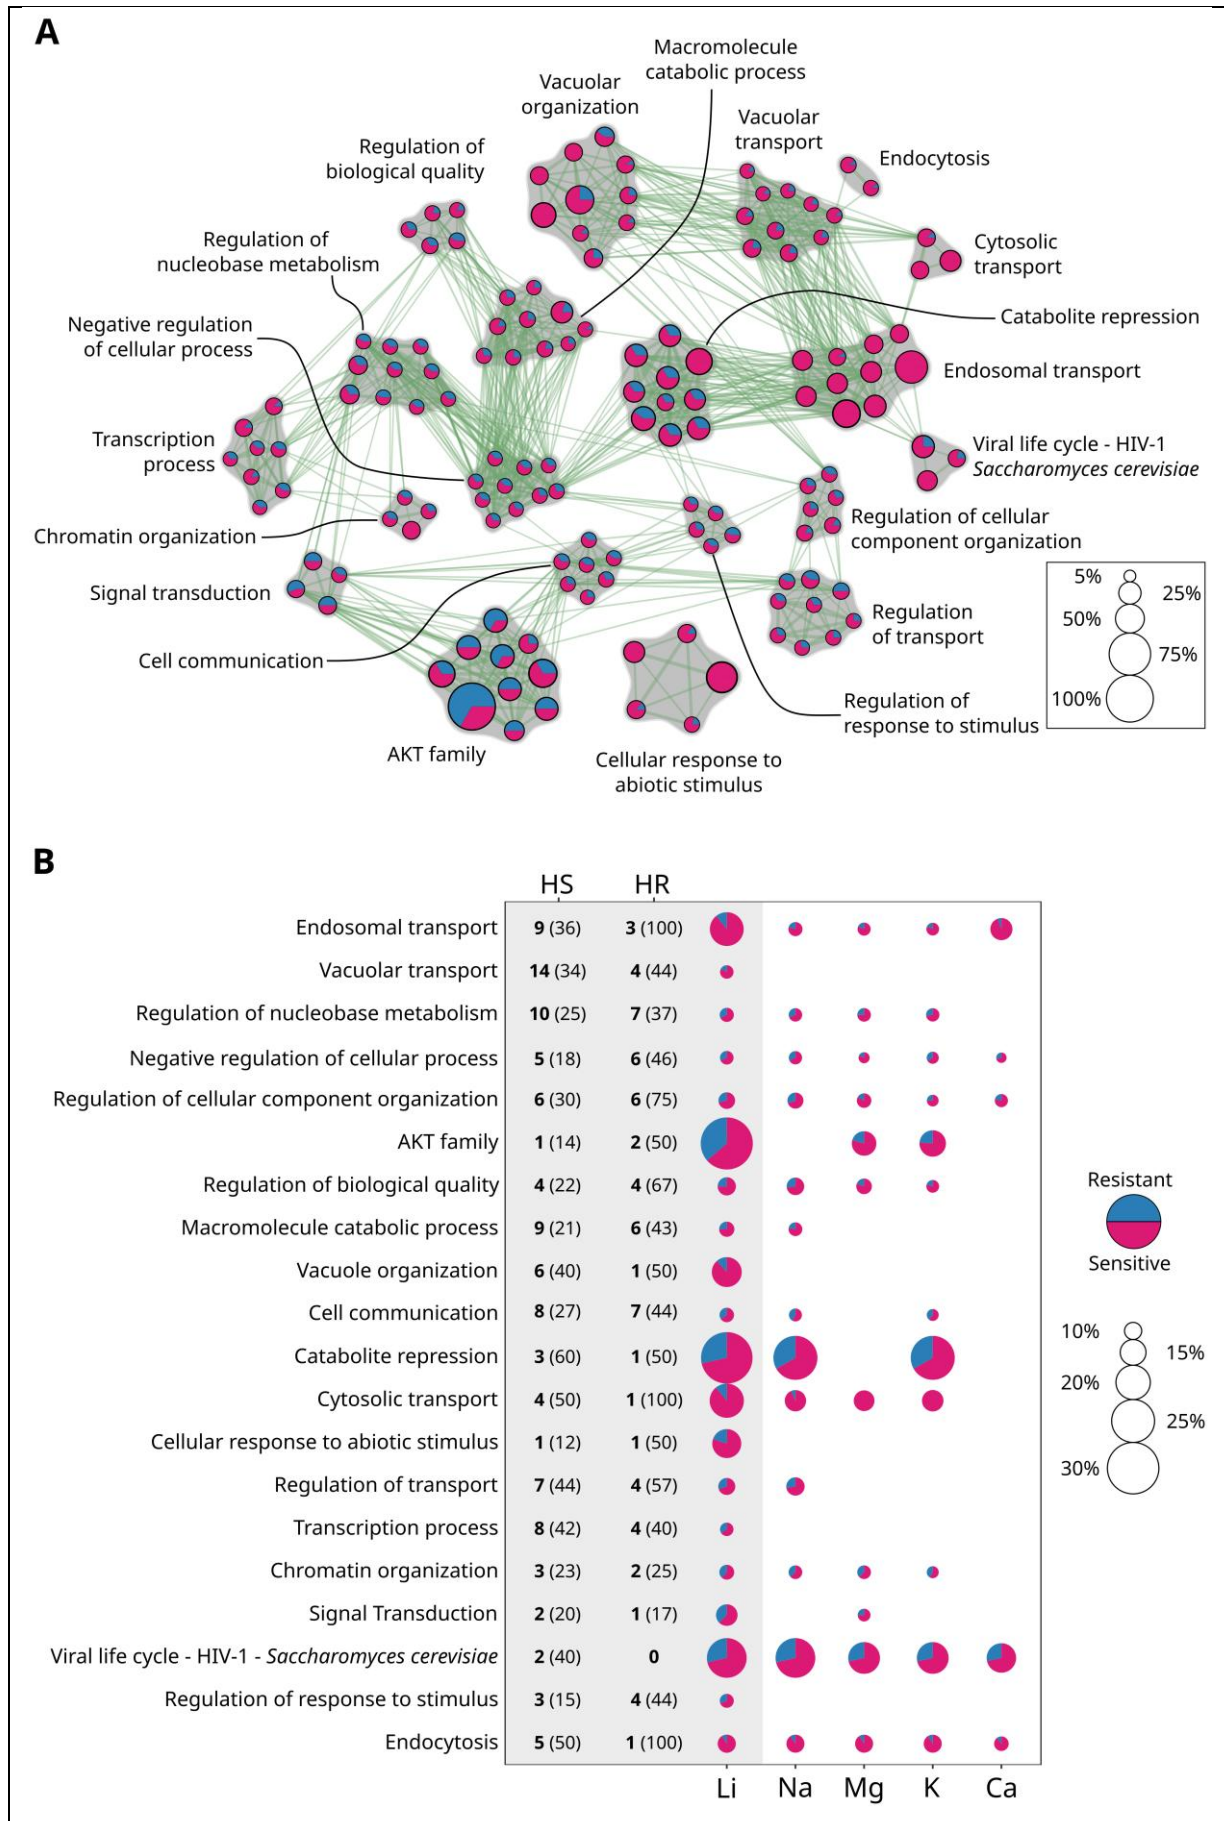 A
Macromolecule
catabolic process
Vacuolar
organization
Vacuolar
transport
Endocytosis
Regulation of
biological quality
Regulation of
nucleobase metabolism
Cytosolic
transport
Negative regulation
of cellular process
Catabolite repression
Endosomal transport
Transcription
process
Viral life cycle - HIV-1
Saccharomyces cerevisiae
Chromatin organization
Regulation of cellular
component organization
Signal transduction
Regulation
of transport
Cell communication
Regulation of
response to stimulus
AKT family
Cellular response to
abiotic stimulus
5%
25%
50%
75%
100%
B
HS HR
Endosomal transport 9 (36) 3 (100)
Vacuolar transport 14 (34) 4 (44)
Regulation of nucleobase metabolism 10 (25) 7 (37)
Negative regulation of cellular process 5 (18) 6 (46)
Regulation of cellular component organization 6 (30) 6 (75)
AKT family 1 (14) 2 (50)
Regulation of biological quality 4 (22) 4 (67)
Macromolecule catabolic process 9 (21) 6 (43)
Vacuole organization 6 (40) 1 (50)
Cell communication 8 (27) 7 (44)
Catabolite repression 3 (60) 1 (50)
Cytosolic transport 4 (50) 1 (100)
Cellular response to abiotic stimulus 1 (12) 1 (50)
Regulation of transport 7 (44) 4 (57)
Transcription process 8 (42) 4 (40)
Chromatin organization 3 (23) 2 (25)
Signal Transduction 2 (20) 1 (17)
Viral life cycle - HIV-1 - Saccharomyces cerevisiae 2 (40) 0
Regulation of response to stimulus 3 (15) 4 (44)
Endocytosis 5 (50) 1 (100)
Li Na Mg K Ca
Resistant
Sensitive
10%
15%
20%
25%
30%